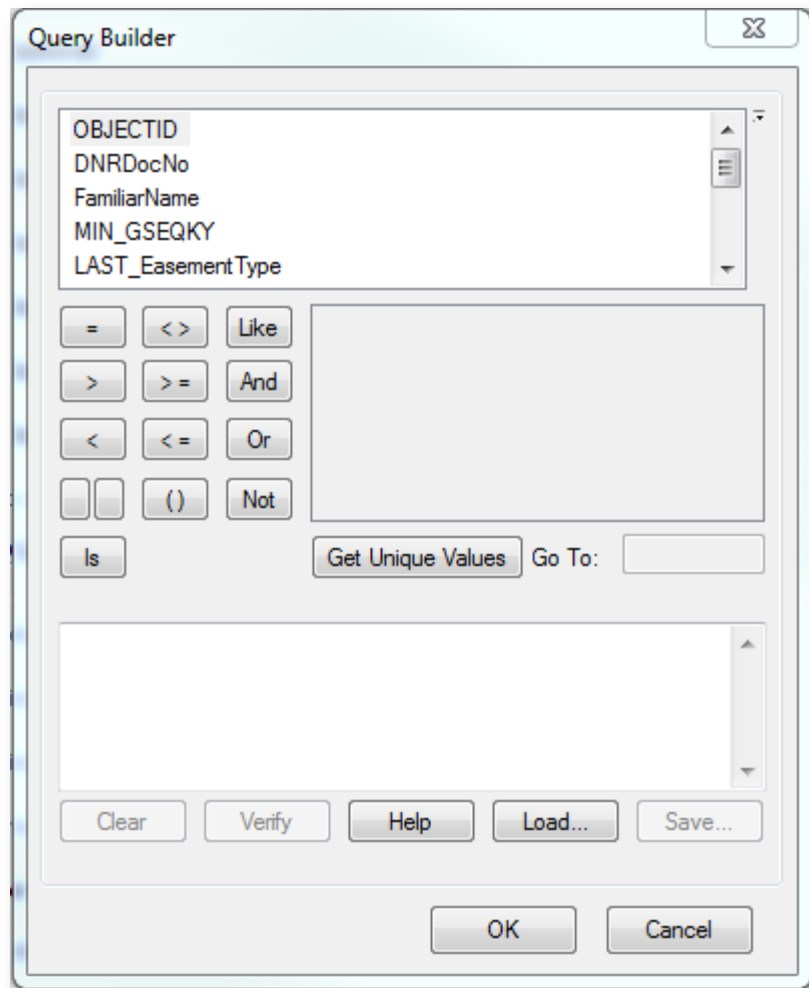 Query Builder
OBJECTID
DNRDocNo
FamiliarName
MIN_GSEQKY
LAST_EasementType
= < > Like
> > = And
< < = Or
( ) Not
Is Get Unique Values Go To:
Clear Verify Help Load... Save...
OK Cancel